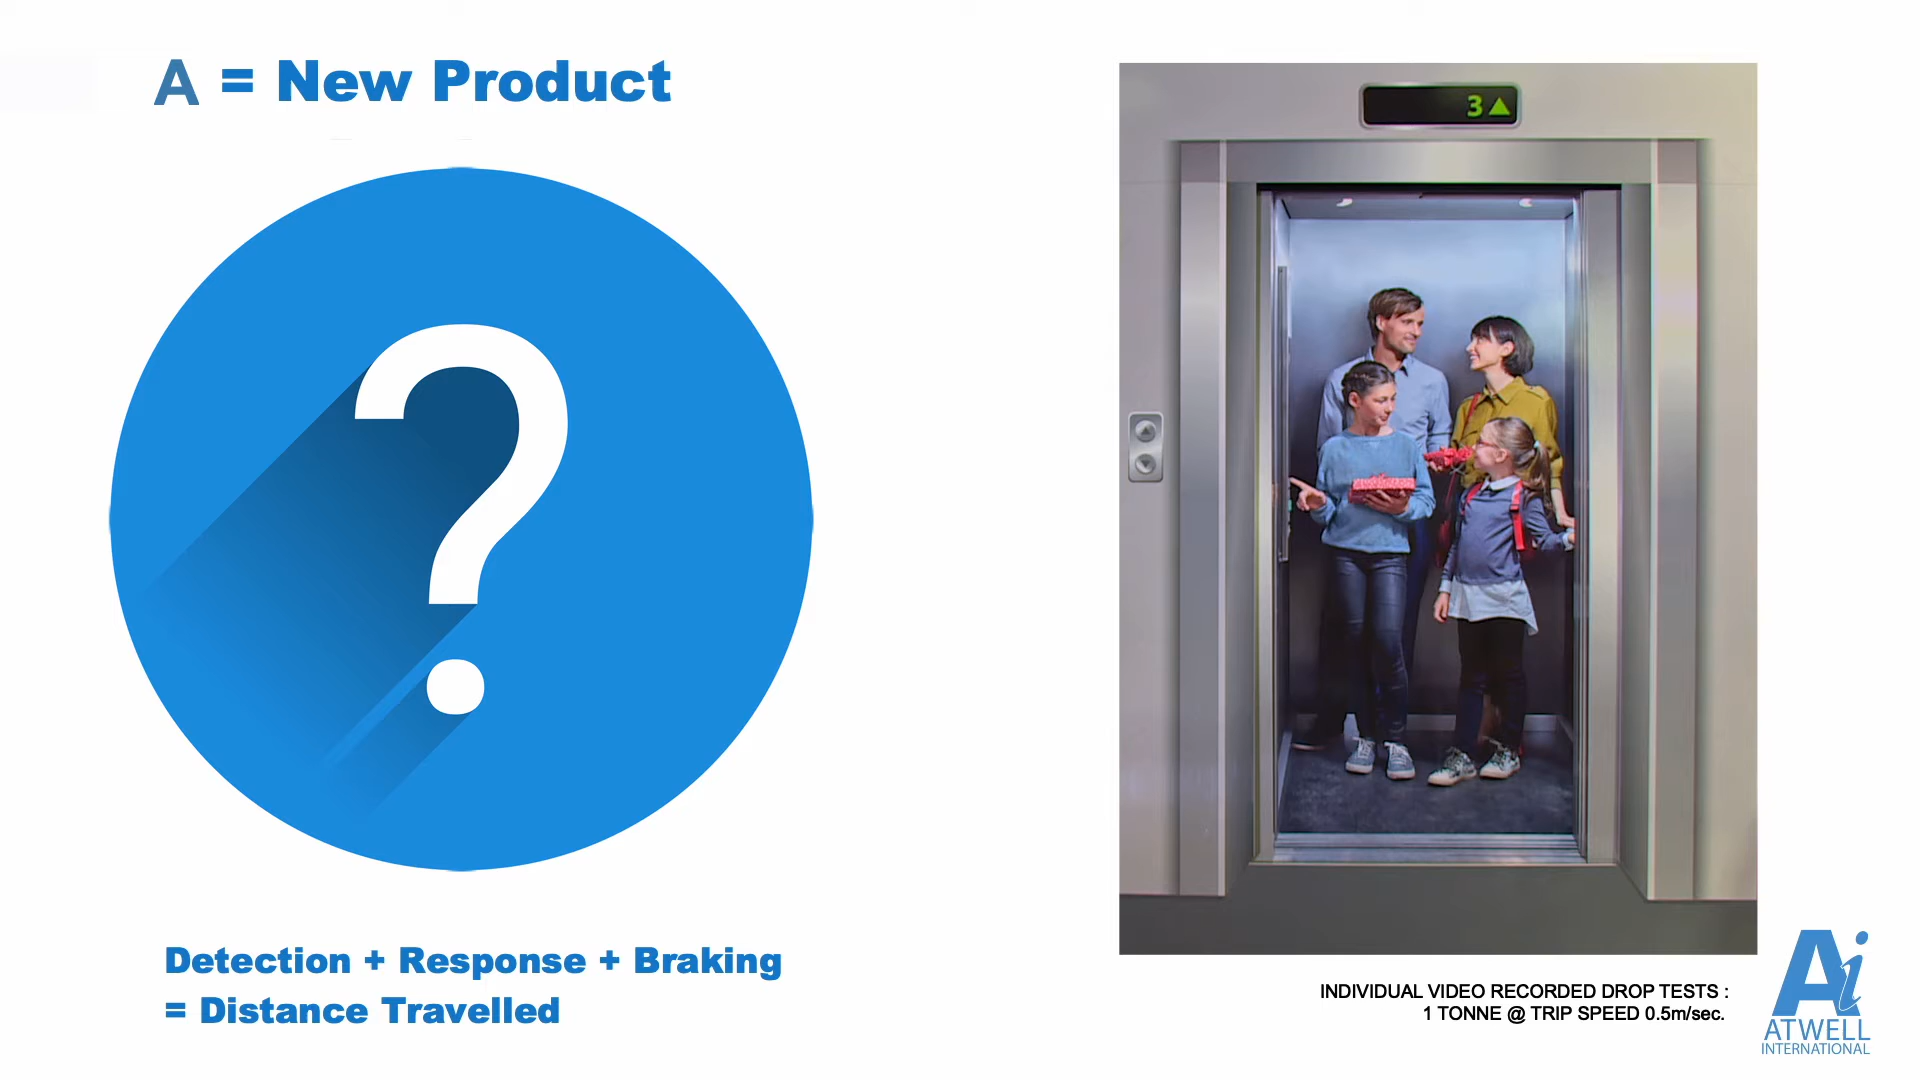 A = New Product
?
3▲
Detection + Response + Braking
= Distance Travelled
INDIVIDUAL VIDEO RECORDED DROP TESTS :
1 TONNE @ TRIP SPEED 0.5m/sec.
Ai
ATWELL
INTERNATIONAL